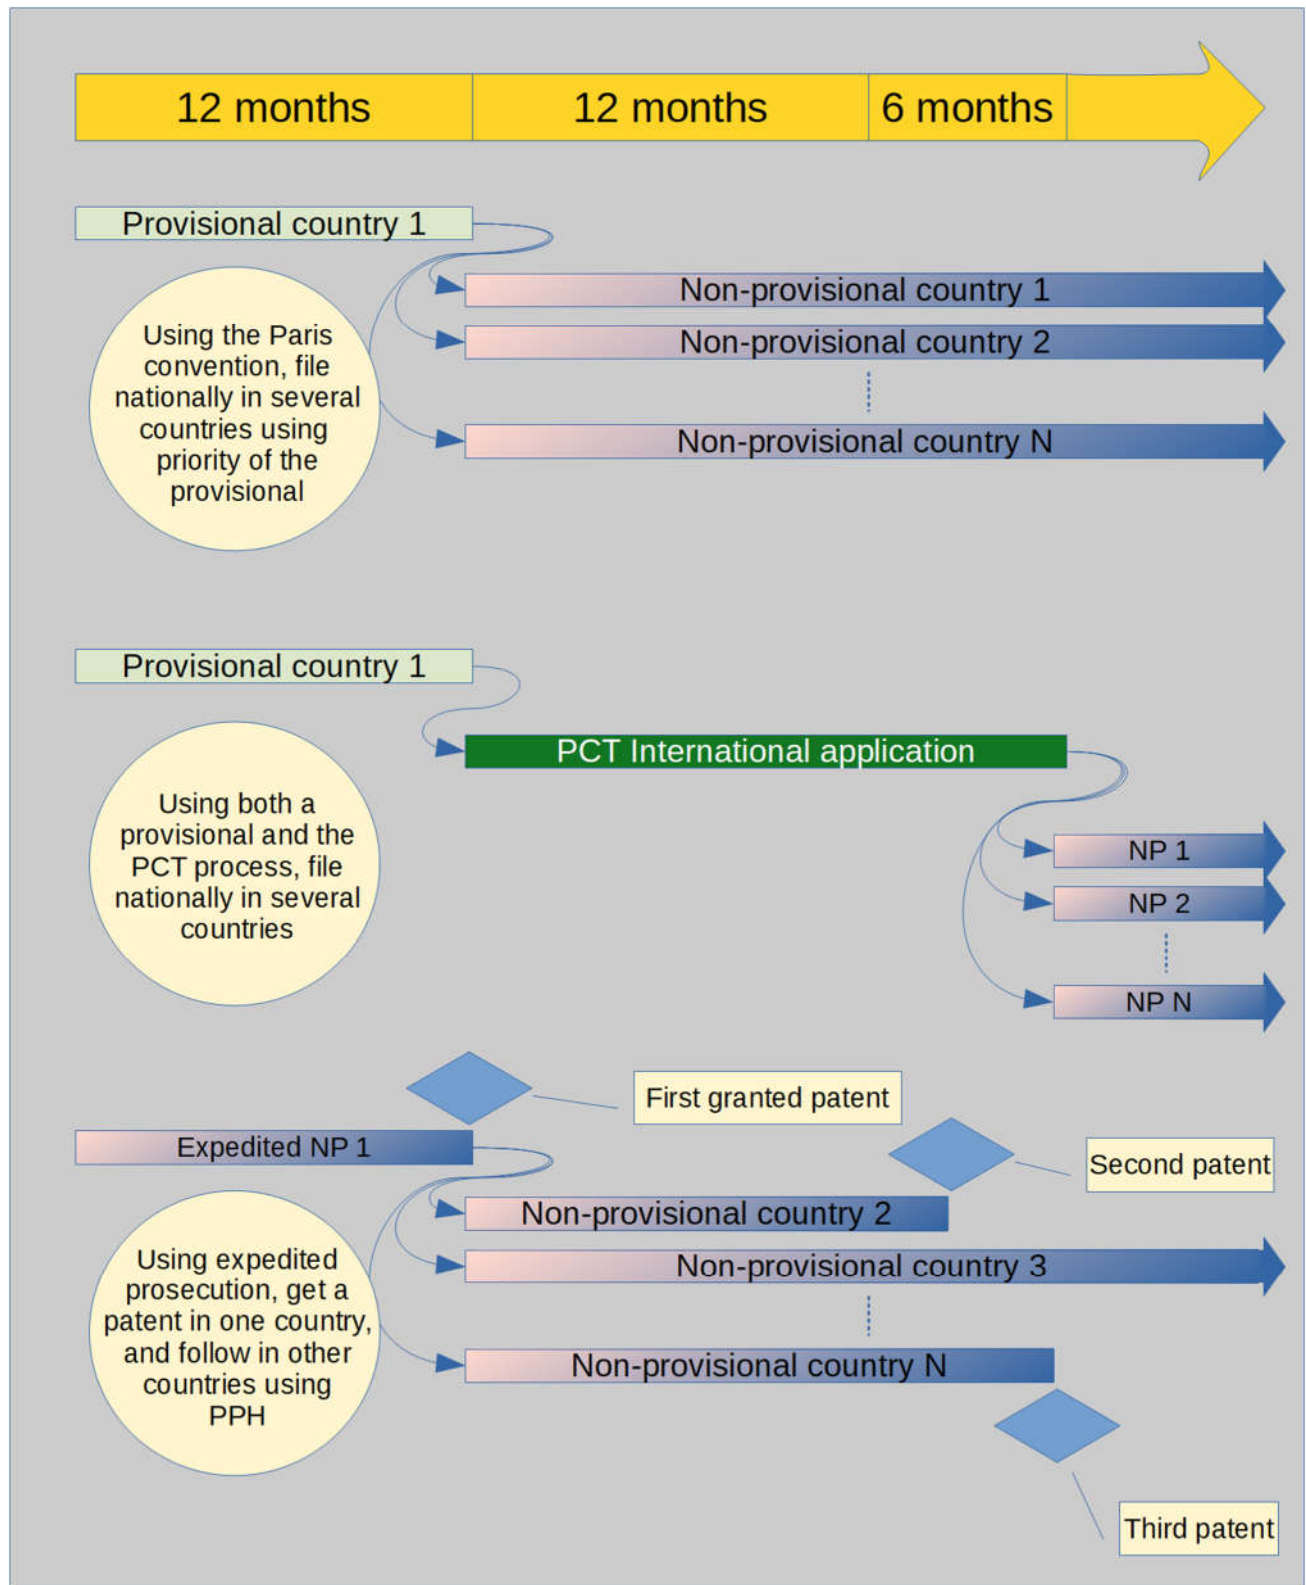 12 months
12 months
6 months
Provisional country 1
Non-provisional country 1
Non-provisional country 2
Non-provisional country N
Using the Paris
convention, file
nationally in several
countries using
priority of the
provisional
Provisional country 1
PCT International application
Using both a
provisional and the
PCT process, file
nationally in several
countries
NP 1
NP 2
NP N
First granted patent
Expedited NP 1
Second patent
Non-provisional country 2
Non-provisional country 3
Non-provisional country N
Using expedited
prosecution, get a
patent in one country,
and follow in other
countries using
PPH
Third patent